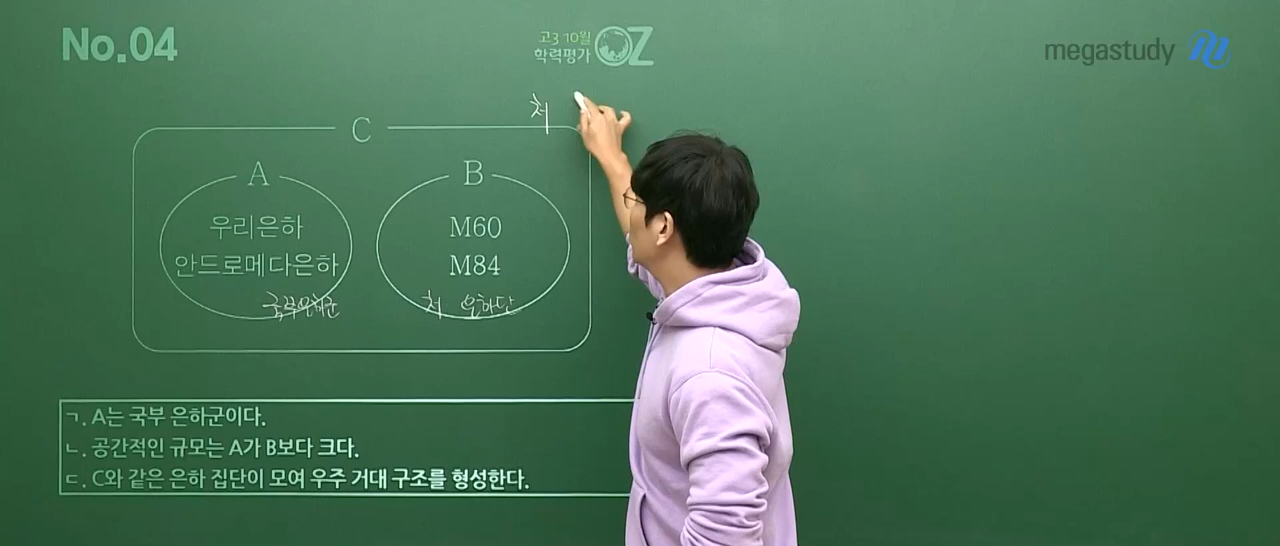 No.04
고3 10월
학력평가 OZ
megastudy
처
C
A
B
우리은하
안드로메다은하
국부은하군
M60
M84
처. 은하단
ㄱ. A는 국부 은하군이다.
ㄴ. 공간적인 규모는 A가 B보다 크다.
ㄷ. C와 같은 은하 집단이 모여 우주 거대 구조를 형성한다.